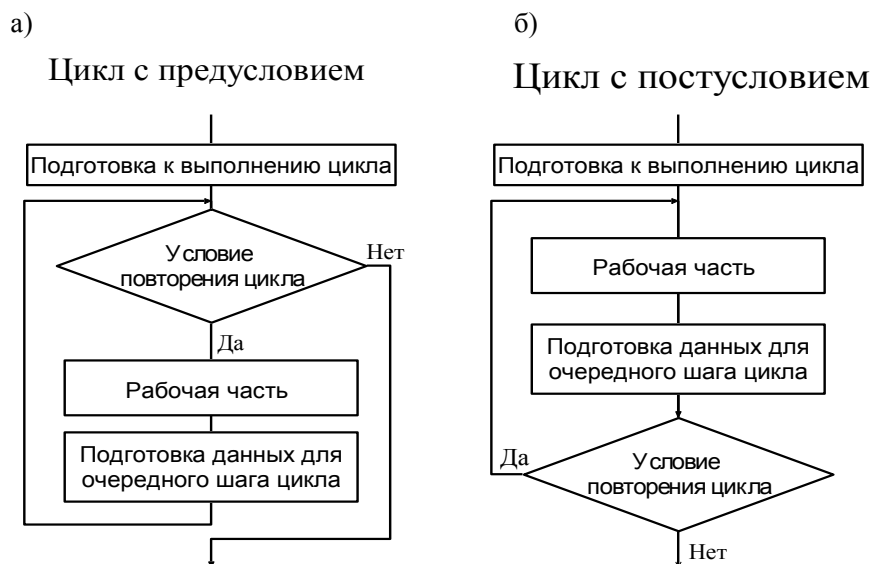 а)
Цикл с предусловием
Подготовка к выполнению цикла
Условие
повторения цикла
Нет
Да
Рабочая часть
Подготовка данных для
очередного шага цикла
б)
Цикл с постусловием
Подготовка к выполнению цикла
Рабочая часть
Подготовка данных для
очередного шага цикла
Да
Условие
повторения цикла
Нет